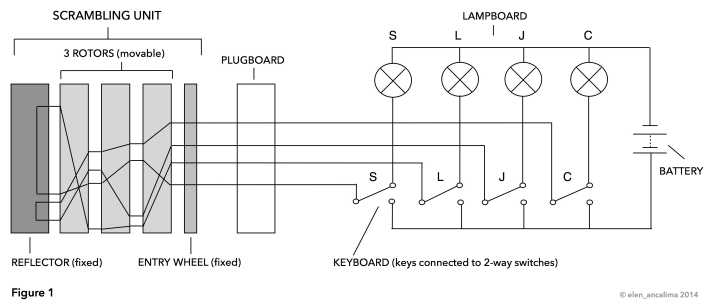 SCRAMBLING UNIT
LAMPBOARD
S L J C
3 ROTORS (movable)
PLUGBOARD
BATTERY
S L J C
REFLECTOR (fixed)
ENTRY WHEEL (fixed)
KEYBOARD (keys connected to 2-way switches)
Figure 1
© elen_ancalima 2014